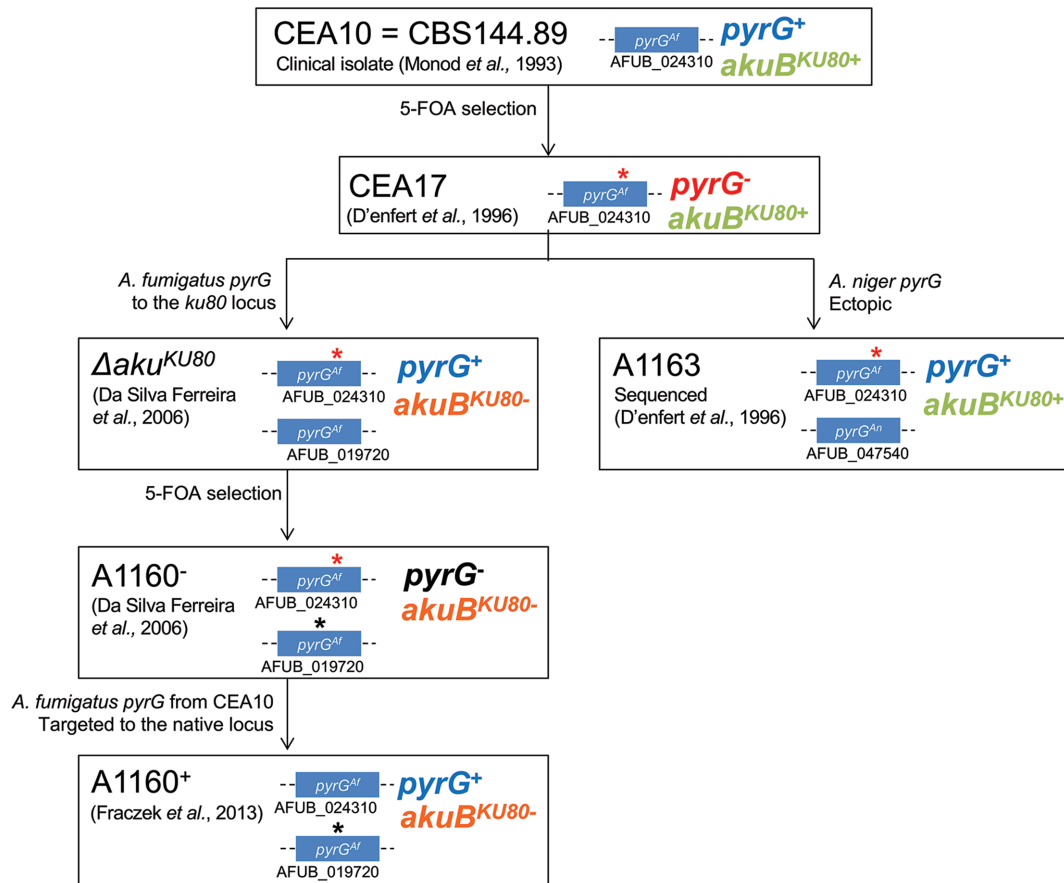 CEA10 = CBS144.89
Clinical isolate (Monod et al., 1993)
pyrG^Af
AFUB_024310
pyrG+
akuB^KU80+
5-FOA selection
CEA17
(D'enfert et al., 1996)
*
pyrG^Af
AFUB_024310
pyrG-
akuB^KU80+
A. fumigatus pyrG
to the ku80 locus
A. niger pyrG
Ectopic
Δaku^KU80
(Da Silva Ferreira
et al., 2006)
*
pyrG^Af
AFUB_024310
pyrG^Af
AFUB_019720
pyrG+
akuB^KU80-
A1163
Sequenced
(D'enfert et al., 1996)
*
pyrG^Af
AFUB_024310
pyrG^An
AFUB_047540
pyrG+
akuB^KU80+
5-FOA selection
A1160-
(Da Silva Ferreira
et al., 2006)
*
pyrG^Af
AFUB_024310
*
pyrG^Af
AFUB_019720
pyrG-
akuB^KU80-
A. fumigatus pyrG from CEA10
Targeted to the native locus
A1160+
(Fraczek et al., 2013)
pyrG^Af
AFUB_024310
*
pyrG^Af
AFUB_019720
pyrG+
akuB^KU80-